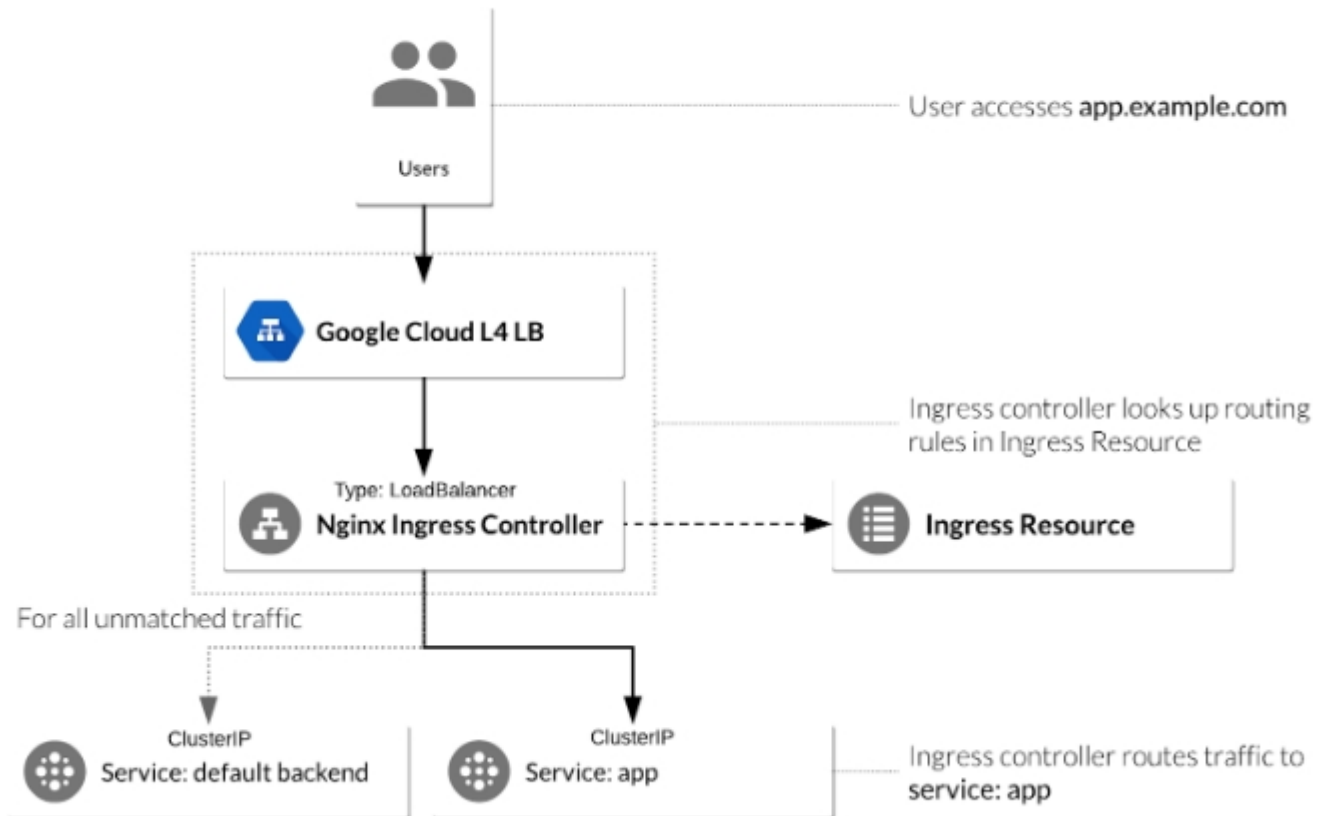 User accesses app.example.com
Users
Google Cloud L4 LB
Ingress controller looks up routing
rules in Ingress Resource
Type: LoadBalancer
Nginx Ingress Controller
Ingress Resource
For all unmatched traffic
ClusterIP
Service: default backend
ClusterIP
Service: app
Ingress controller routes traffic to
service: app